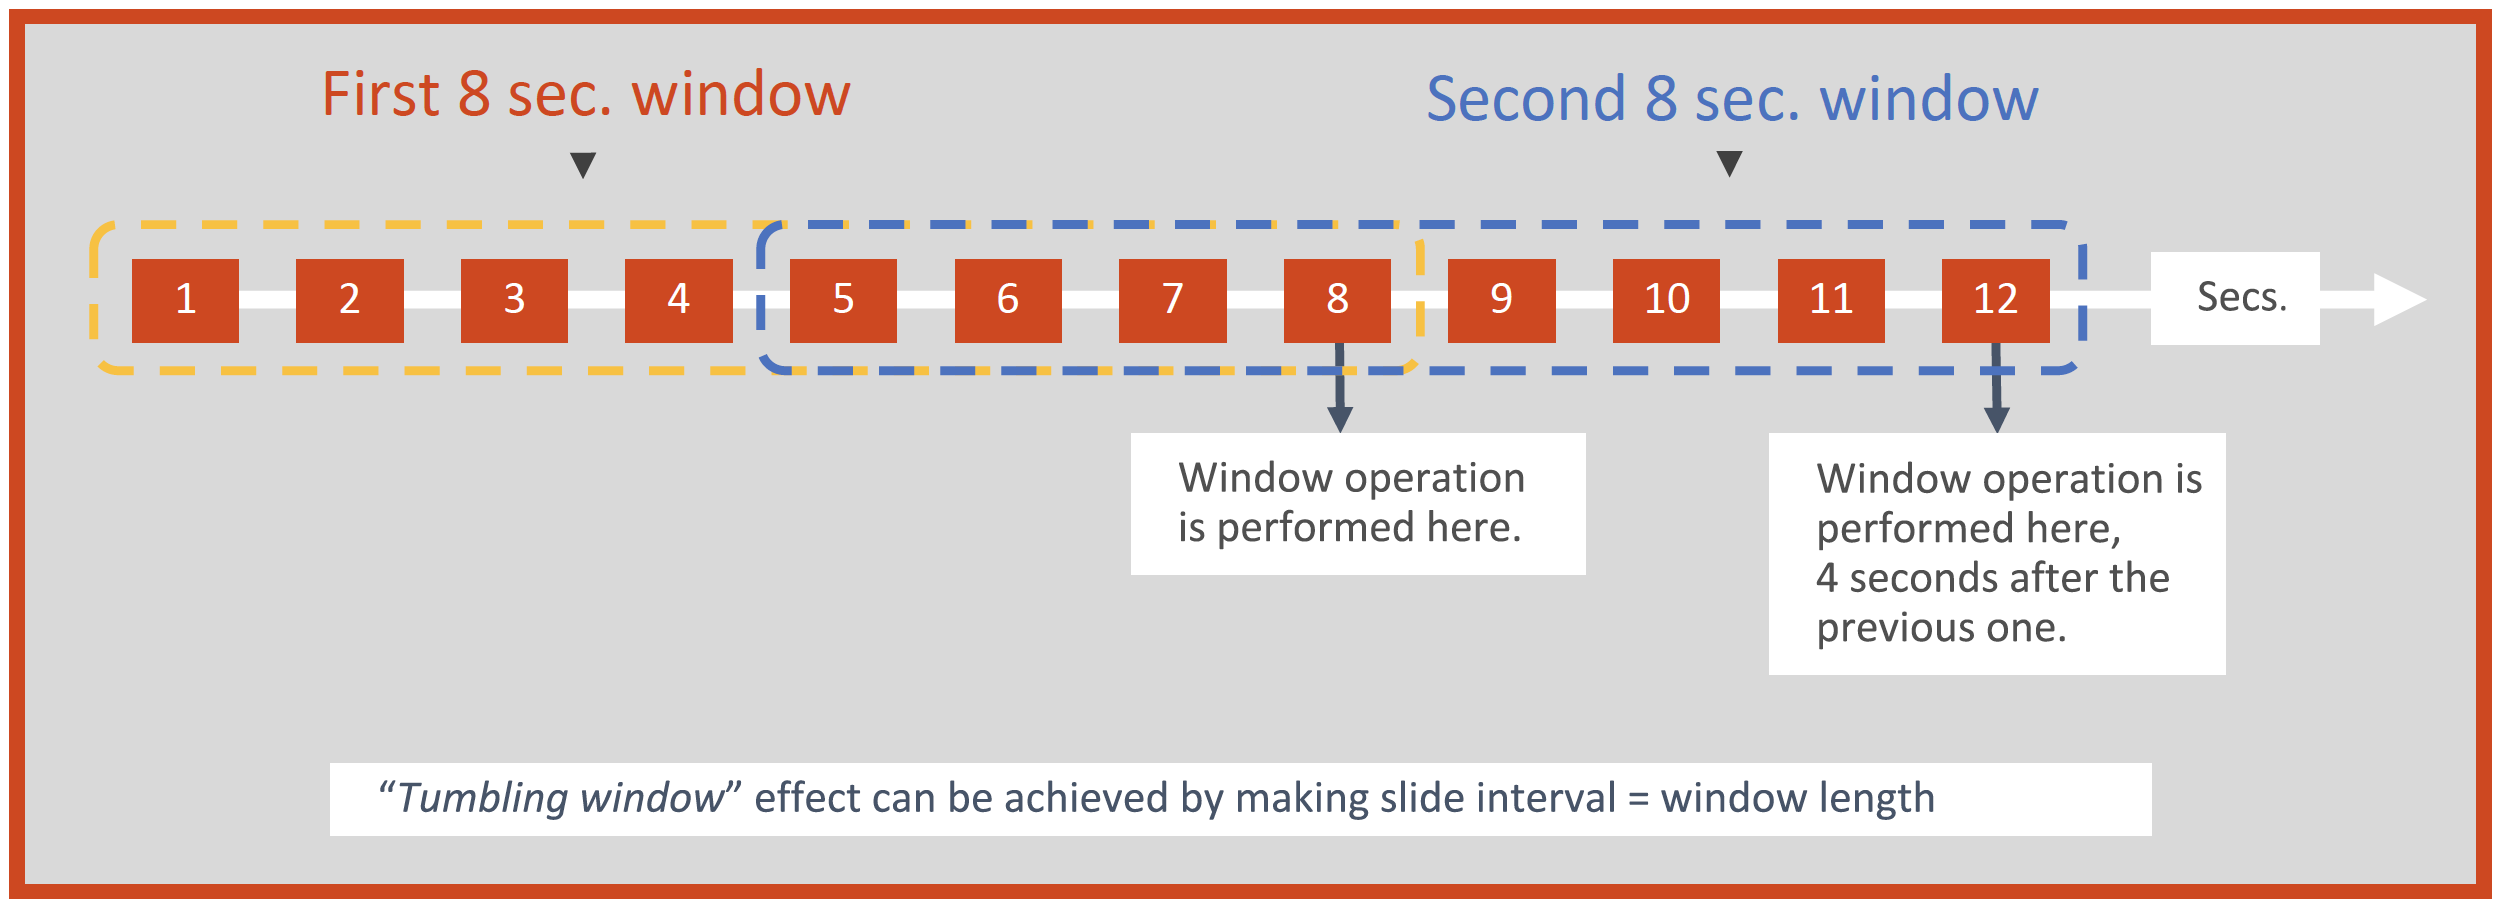 First 8 sec. window
Second 8 sec. window
1
2
3
4
5
6
7
8
9
10
11
12
Secs.
Window operation
is performed here.
Window operation is
performed here,
4 seconds after the
previous one.
“Tumbling window” effect can be achieved by making slide interval = window length